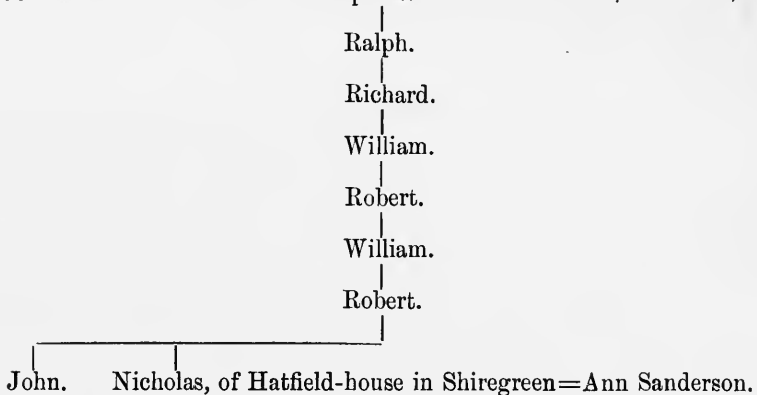 Ralph.
Richard.
William.
Robert.
William.
Robert.
John. Nicholas, of Hatfield-house in Shiregreen=Ann Sanderson.